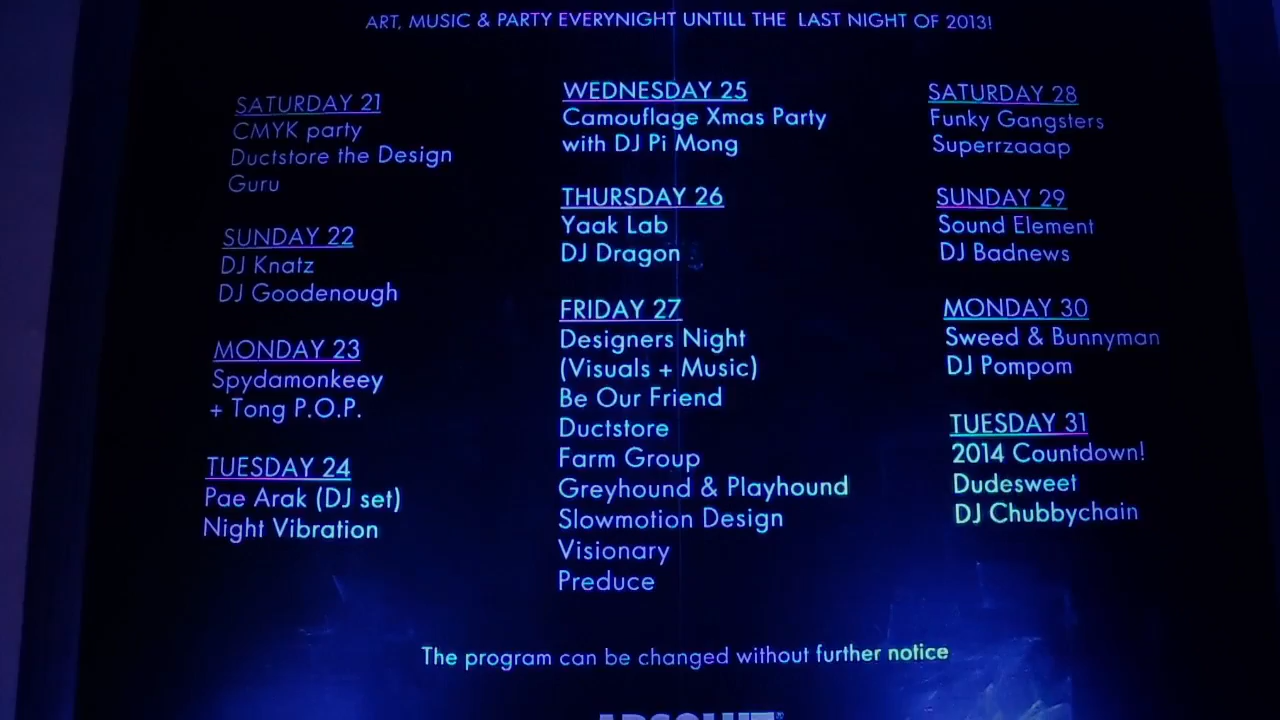 ART, MUSIC & PARTY EVERYNIGHT UNTILL THE LAST NIGHT OF 2013!
SATURDAY 21
CMYK party
Ductstore the Design
Guru
SUNDAY 22
DJ Knatz
DJ Goodenough
MONDAY 23
Spydamonkeey
+ Tong P.O.P.
TUESDAY 24
Pae Arak (DJ set)
Night Vibration
WEDNESDAY 25
Camouflage Xmas Party
with DJ Pi Mong
THURSDAY 26
Yaak Lab
DJ Dragon
FRIDAY 27
Designers Night
(Visuals + Music)
Be Our Friend
Ductstore
Farm Group
Greyhound & Playhound
Slowmotion Design
Visionary
Preduce
SATURDAY 28
Funky Gangsters
Superrzaaap
SUNDAY 29
Sound Element
DJ Badnews
MONDAY 30
Sweed & Bunnyman
DJ Pompom
TUESDAY 31
2014 Countdown!
Dudesweet
DJ Chubbychain
The program can be changed without further notice